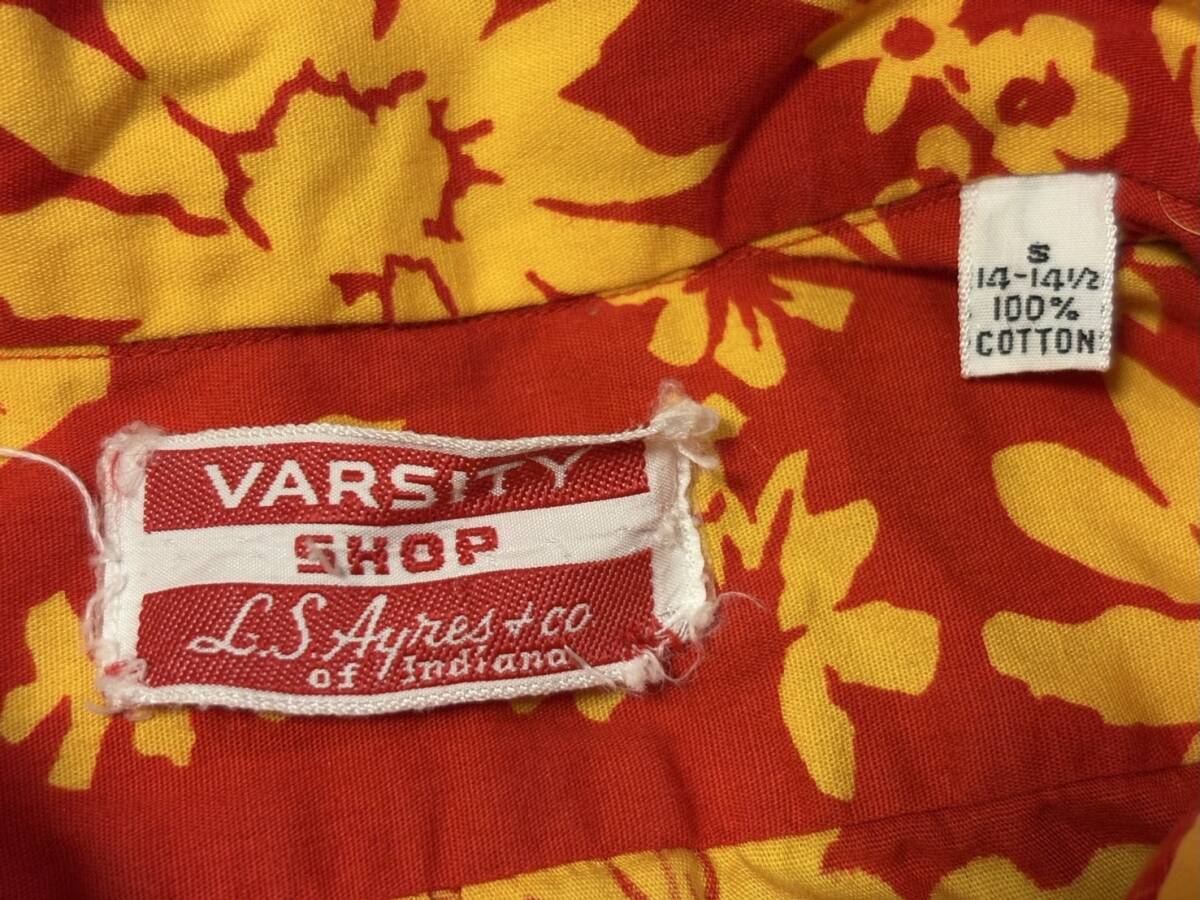 VARSITY
SHOP
L.S. Ayres + co
of Indiana
S
14-14½
100%
COTTON